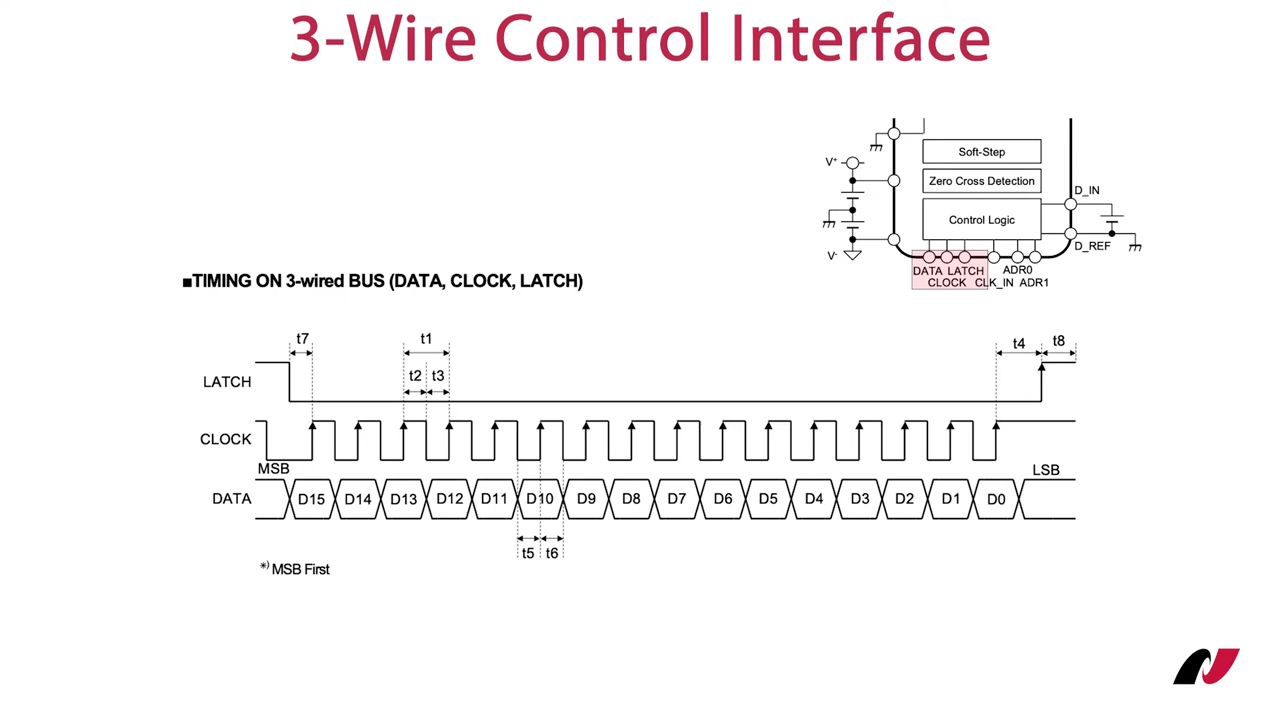 3-Wire Control Interface
Soft-Step
V+
Zero Cross Detection
D_IN
Control Logic
V-
D_REF
DATA LATCH ADR0
CLOCK CLK_IN ADR1
■TIMING ON 3-wired BUS (DATA, CLOCK, LATCH)
t7 t1 t4 t8
t2 t3
LATCH
CLOCK
MSB LSB
DATA D15 D14 D13 D12 D11 D10 D9 D8 D7 D6 D5 D4 D3 D2 D1 D0
t5 t6
*) MSB First